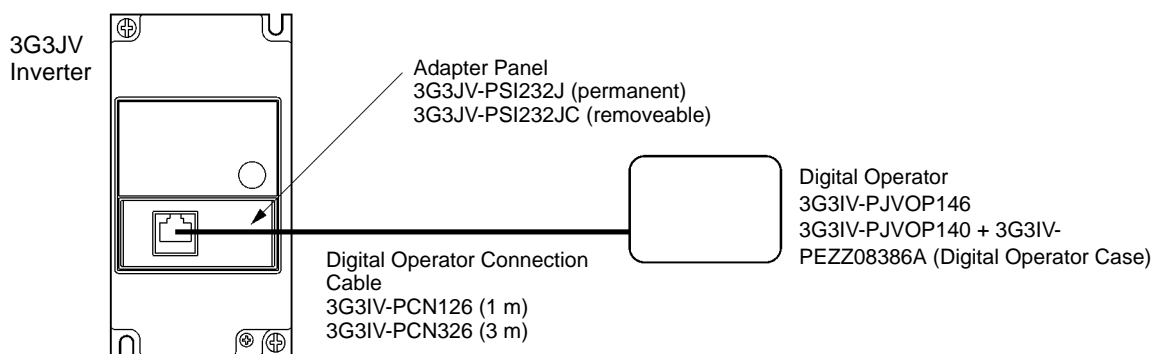 3G3JV
Inverter
Adapter Panel
3G3JV-PSI232J (permanent)
3G3JV-PSI232JC (removeable)
Digital Operator
3G3IV-PJVOP146
3G3IV-PJVOP140 + 3G3IV-
PEZZ08386A (Digital Operator Case)
Digital Operator Connection
Cable
3G3IV-PCN126 (1 m)
3G3IV-PCN326 (3 m)